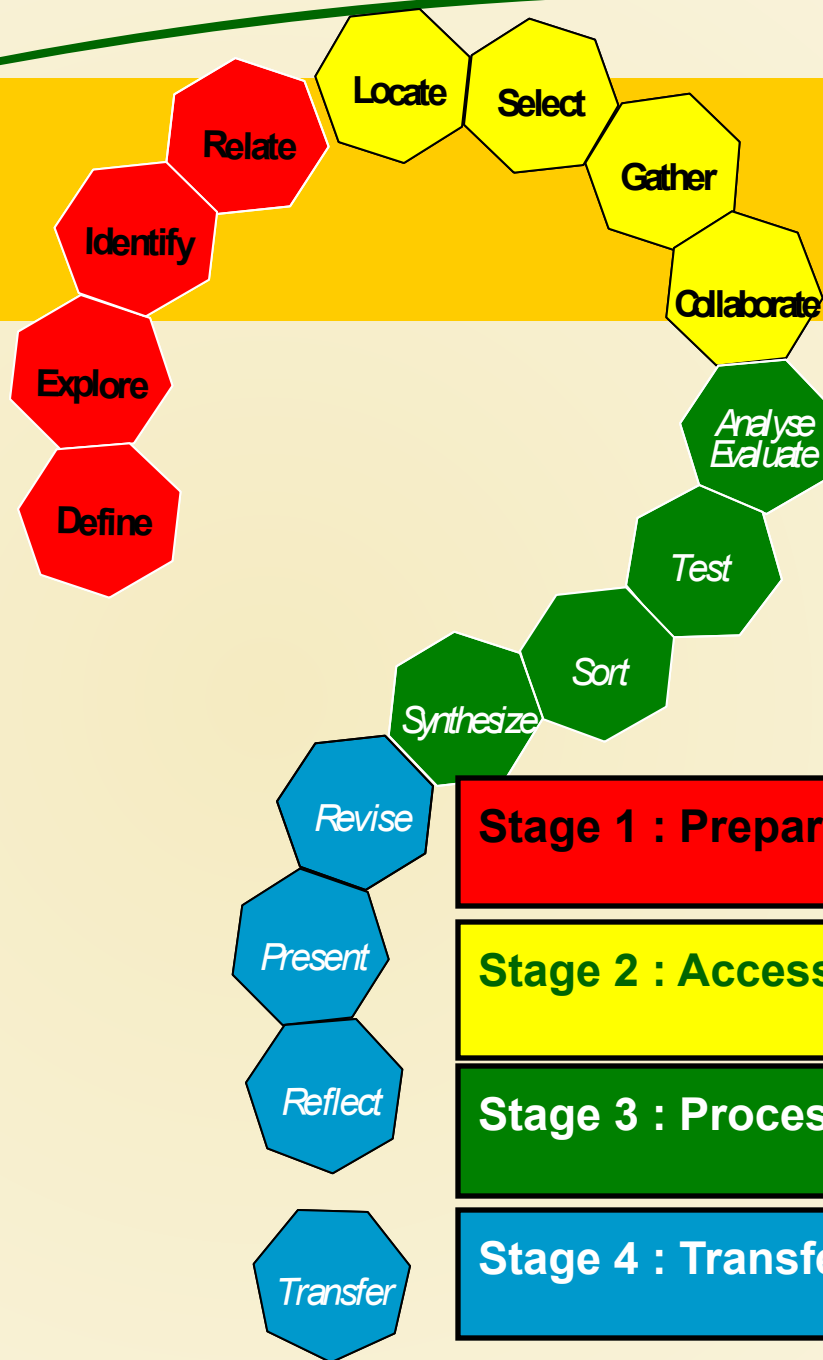 Define
Explore
Identify
Relate
Locate
Select
Gather
Collaborate
Analyse
Evaluate
Test
Sort
Synthesize
Revise
Present
Reflect
Transfer
Stage 1 : Prepar
Stage 2 : Access
Stage 3 : Proces
Stage 4 : Transfe